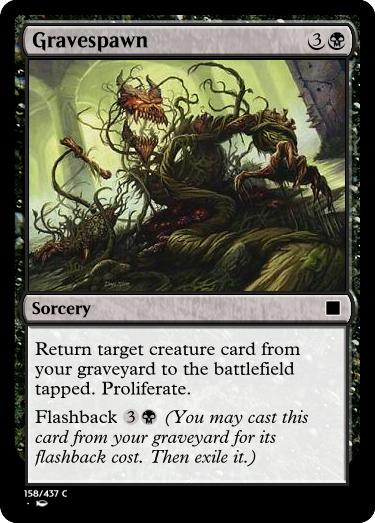 Gravespawn 3
Sorcery
Return target creature card from
your graveyard to the battlefield
tapped. Proliferate.
Flashback 3 (You may cast this
card from your graveyard for its
flashback cost. Then exile it.)
158/437 C